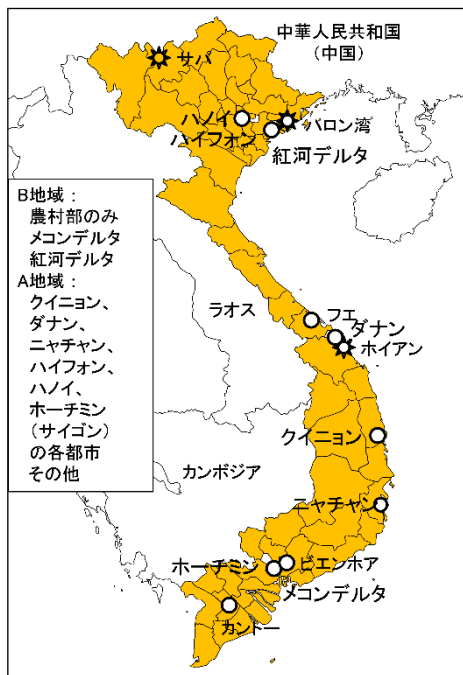 中華人民共和国
（中国）
サパ
ハノイ
ハイフォン
ハロン湾
紅河デルタ
B地域：
農村部のみ
メコンデルタ
紅河デルタ
A地域：
クイニョン、
ダナン、
ニャチャン、
ハイフォン、
ハノイ、
ホーチミン
（サイゴン）
の各都市
その他
ラオス
フエ
ダナン
ホイアン
クイニョン
カンボジア
ニャチャン
ホーチミン
ビエンホア
メコンデルタ
カントー